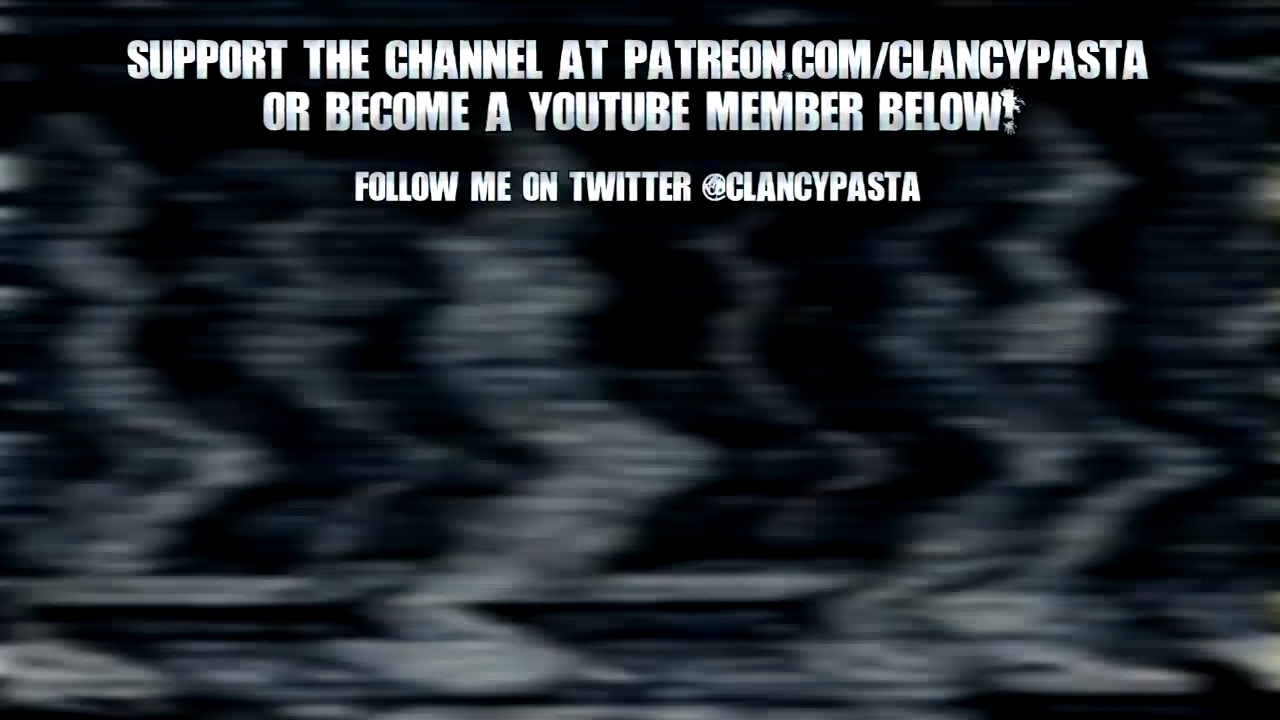 SUPPORT THE CHANNEL AT PATREON.COM/CLANCYPASTA
OR BECOME A YOUTUBE MEMBER BELOW!
FOLLOW ME ON TWITTER @CLANCYPASTA